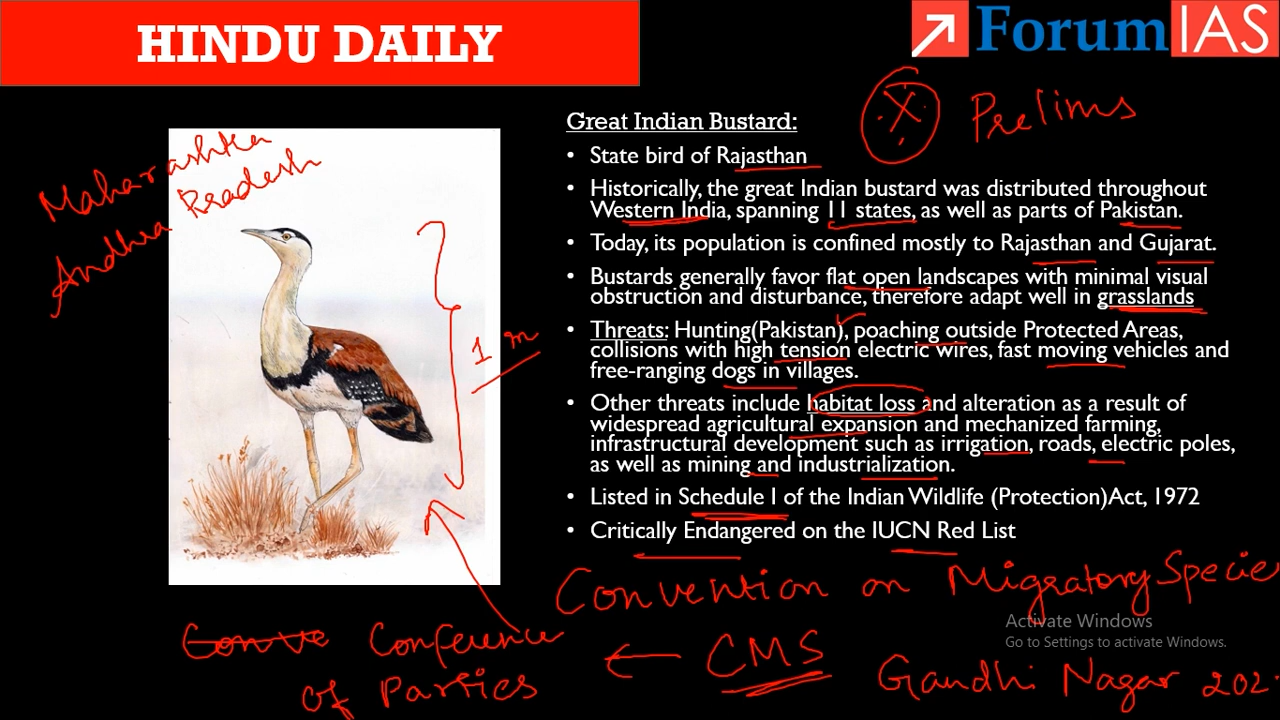 HINDU DAILY
ForumIAS
Prelims
Maharashtra
Andhra Pradesh
1 m
Great Indian Bustard:
• State bird of Rajasthan
• Historically, the great Indian bustard was distributed throughout
Western India, spanning 11 states, as well as parts of Pakistan.
• Today, its population is confined mostly to Rajasthan and Gujarat.
• Bustards generally favor flat open landscapes with minimal visual
obstruction and disturbance, therefore adapt well in grasslands
• Threats: Hunting(Pakistan), poaching outside Protected Areas,
collisions with high tension electric wires, fast moving vehicles and
free-ranging dogs in villages.
• Other threats include habitat loss and alteration as a result of
widespread agricultural expansion and mechanized farming,
infrastructural development such as irrigation, roads, electric poles,
as well as mining and industrialization.
• Listed in Schedule I of the Indian Wildlife (Protection)Act, 1972
• Critically Endangered on the IUCN Red List
Convention on Migratory Species
Activate Windows
Go to Settings to activate Windows.
Conference
of Parties
CMS
Gandhi Nagar